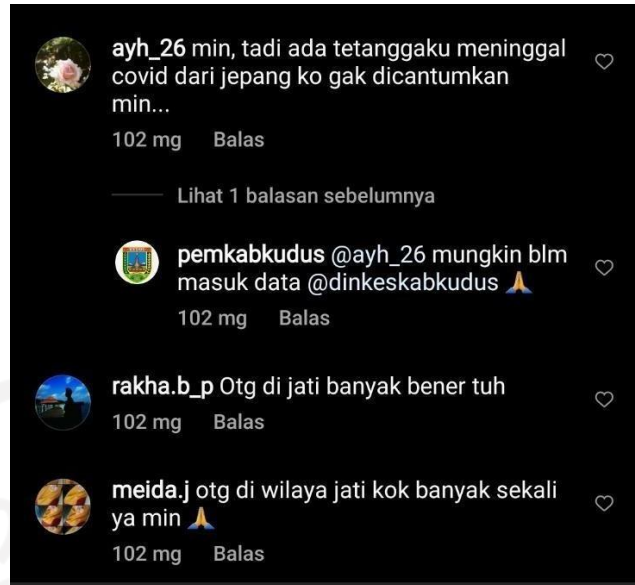 ayh_26 min, tadi ada tetanggaku meninggal
covid dari jepang ko gak dicantumkan
min...
102 mg Balas
Lihat 1 balasan sebelumnya
pemkabkudus @ayh_26 mungkin blm
masuk data @dinkeskabkudus 🙏
102 mg Balas
rakha.b_p Otg di jati banyak bener tuh
102 mg Balas
meida.j otg di wilaya jati kok banyak sekali
ya min 🙏
102 mg Balas